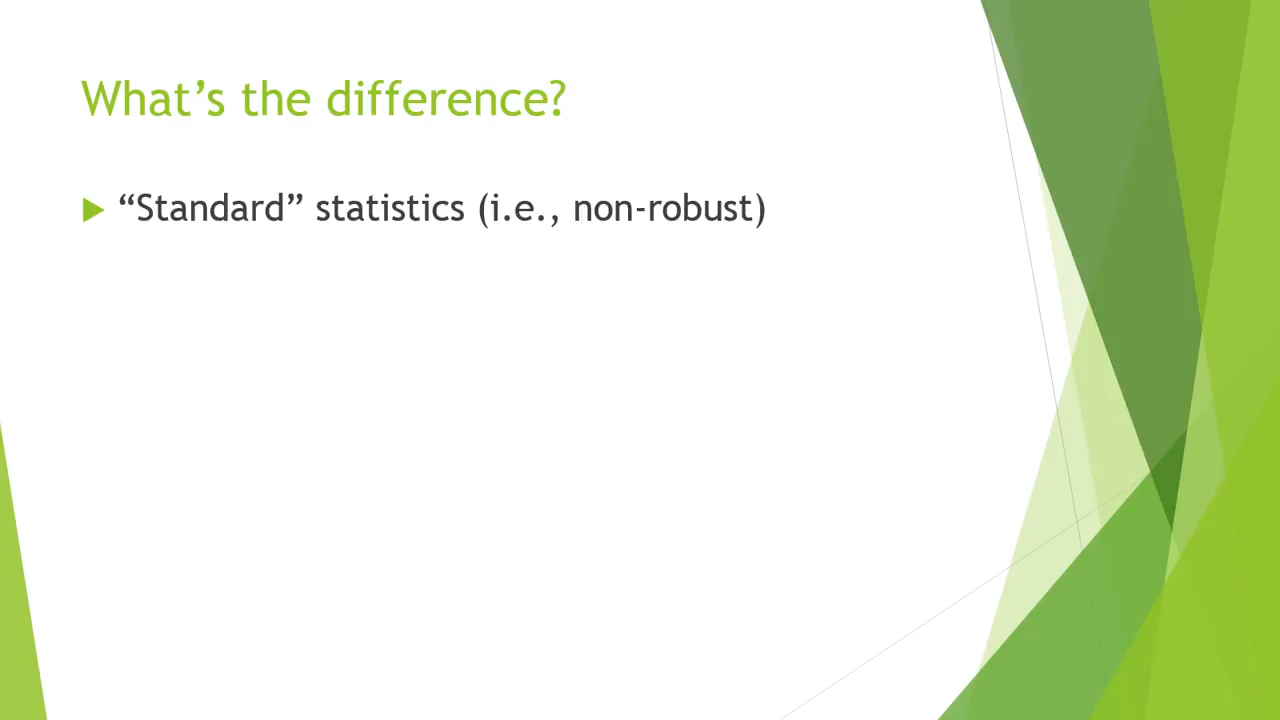 What’s the difference?
“Standard” statistics (i.e., non-robust)